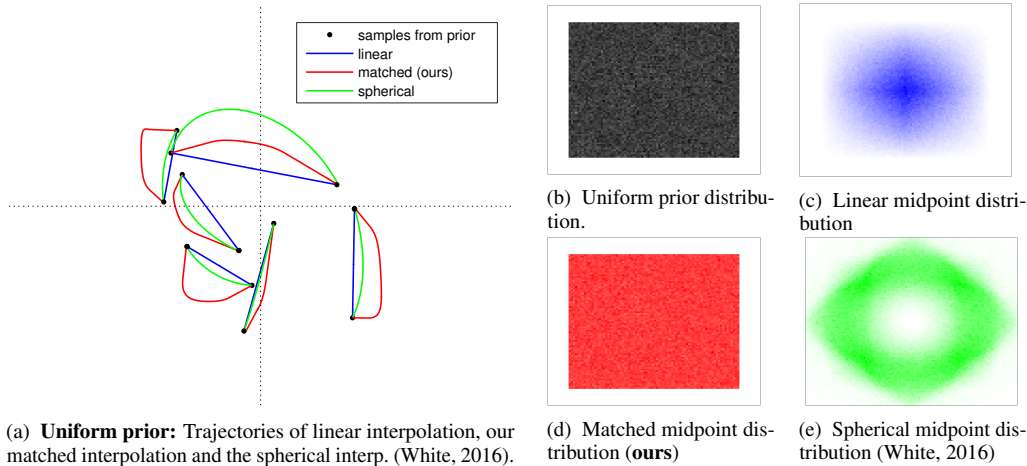 samples from prior
linear
matched (ours)
spherical
(a) Uniform prior: Trajectories of linear interpolation, our
matched interpolation and the spherical interp. (White, 2016).
(b) Uniform prior distribu-
tion.
(c) Linear midpoint distri-
bution
(d) Matched midpoint dis-
tribution (ours)
(e) Spherical midpoint dis-
tribution (White, 2016)